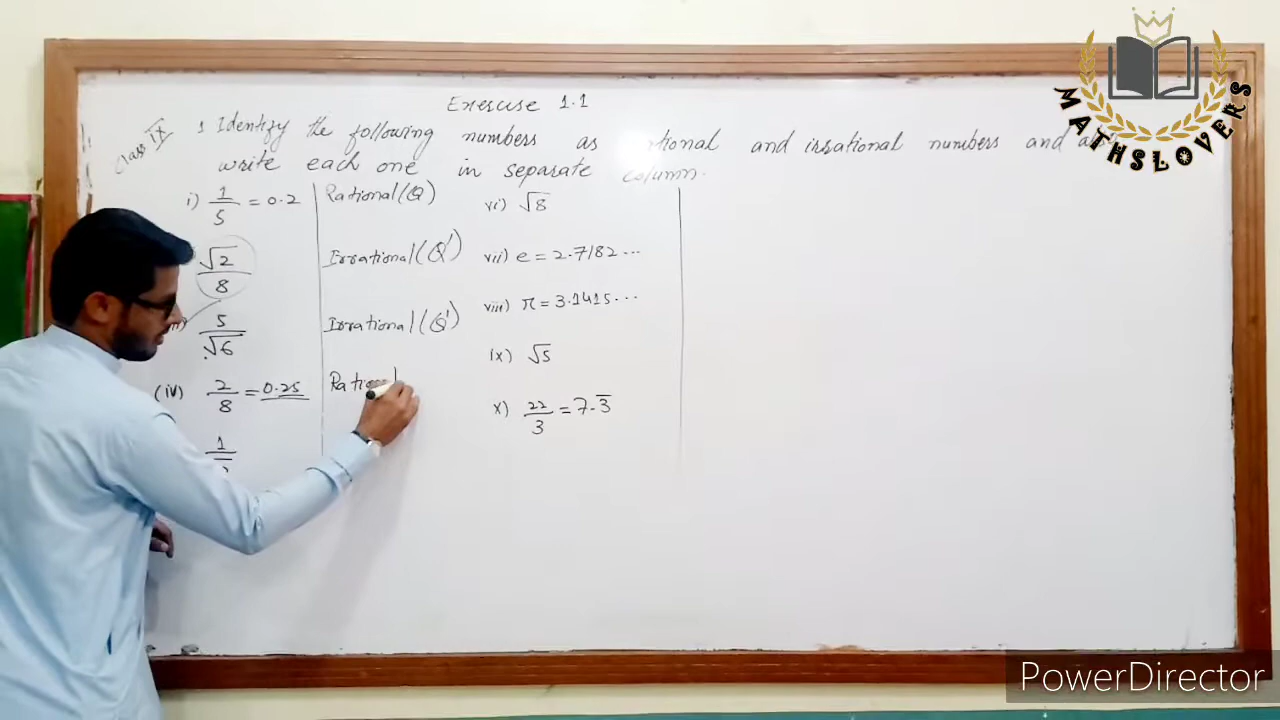 MATHSLOVERS
Exercise 1.1
Class IX
1 Identify the following numbers as rational and irrational numbers and also
write each one in separate column.
i) 1/5 = 0.2 Rational (Q)
√2/8 Irrational (Q')
5/√6 Irrational (Q')
(iv) 2/8 = 0.25 Rational
1
vi) √8
vii) e = 2.7182...
viii) π = 3.1415...
ix) √5
x) 22/3 = 7.3̅
PowerDirector